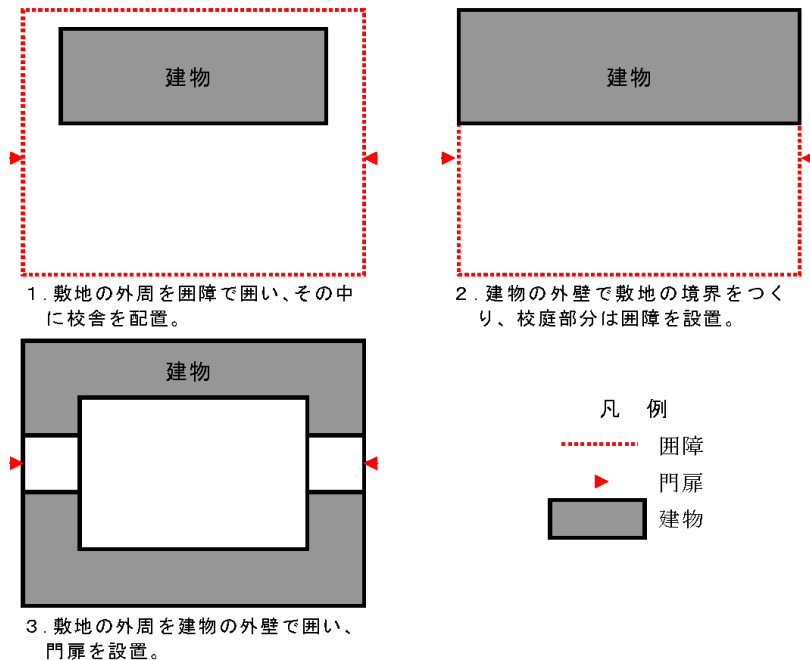 建物
建物
1.敷地の外周を囲障で囲い、その中
に校舎を配置。
2.建物の外壁で敷地の境界をつく
り、校庭部分は囲障を設置。
建物
3.敷地の外周を建物の外壁で囲い、
門扉を設置。
凡 例
囲障
門扉
建物